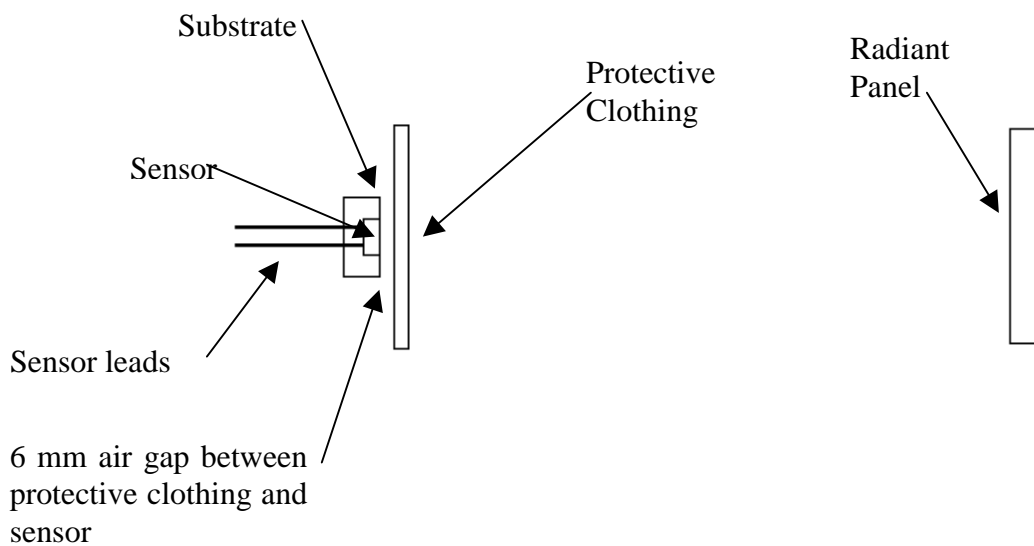 Substrate
Radiant
Panel
Protective
Clothing
Sensor
Sensor leads
6 mm air gap between
protective clothing and
sensor